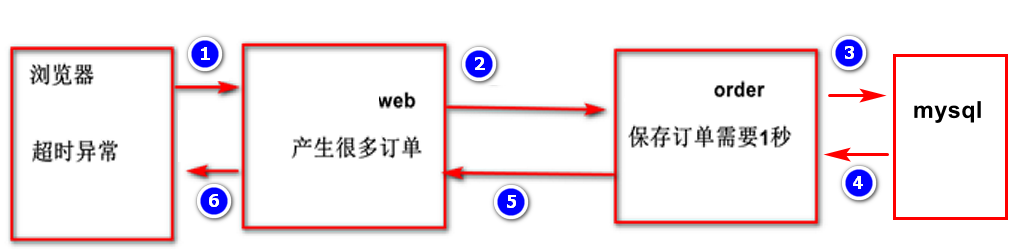 浏览器
超时异常
1
web
产生很多订单
2
order
保存订单需要1秒
3
mysql
4
5
6